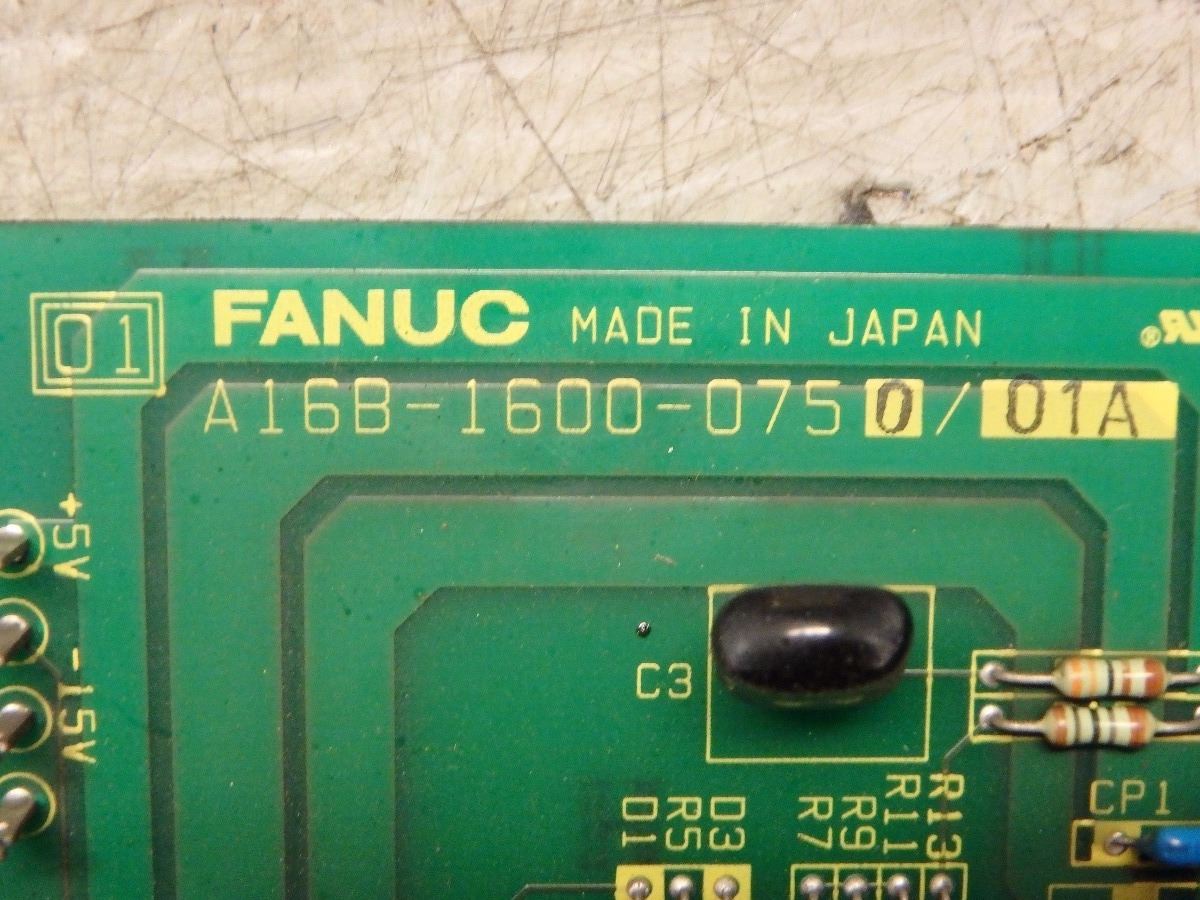 01
FANUC MADE IN JAPAN ®
A16B-1600-0750/01A
+5V
-15V
C3
D1 R5 D3 R7 R9 R11 R13
CP1